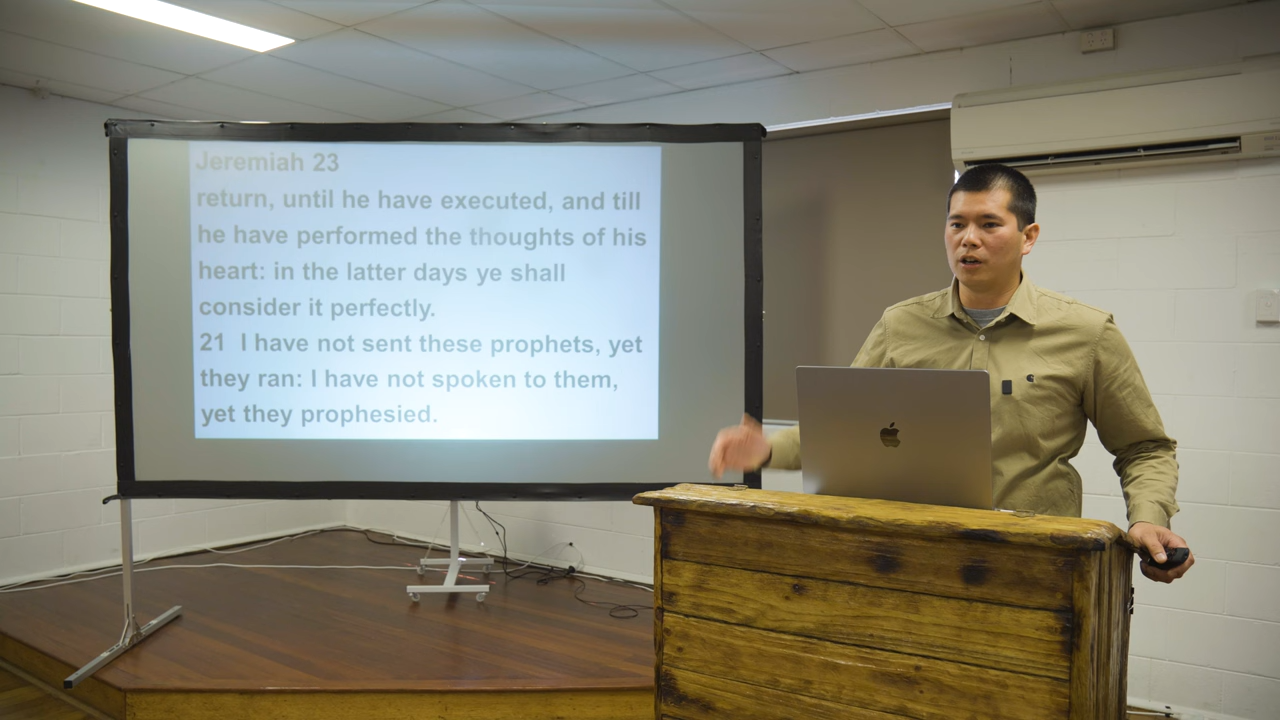 Jeremiah 23
return, until he have executed, and till
he have performed the thoughts of his
heart: in the latter days ye shall
consider it perfectly.
21 I have not sent these prophets, yet
they ran: I have not spoken to them,
yet they prophesied.